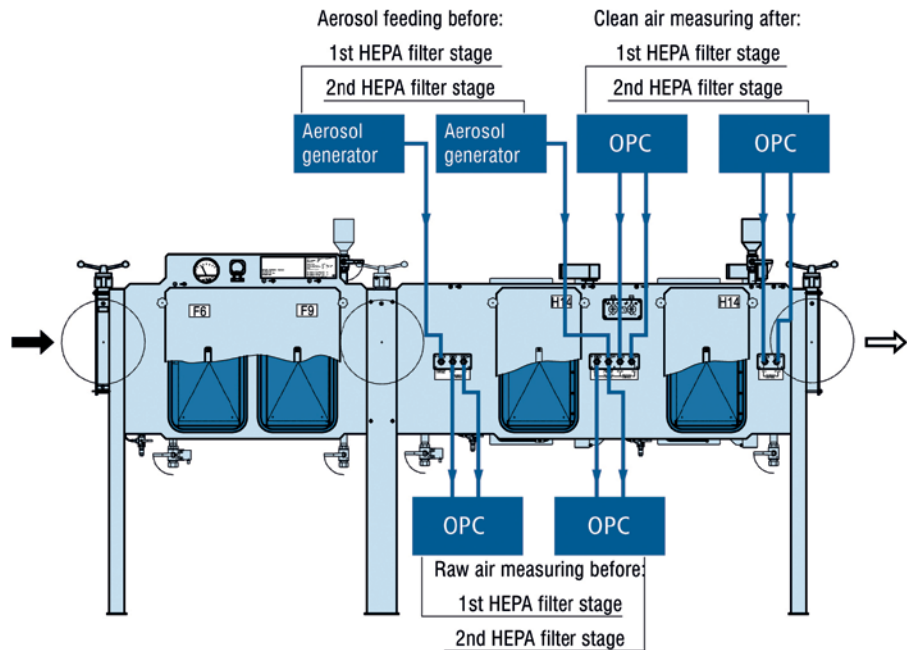 Aerosol feeding before:
1st HEPA filter stage
2nd HEPA filter stage
Clean air measuring after:
1st HEPA filter stage
2nd HEPA filter stage
Aerosol
generator
Aerosol
generator
OPC
OPC
F6
F9
H14
H14
OPC
OPC
Raw air measuring before:
1st HEPA filter stage
2nd HEPA filter stage